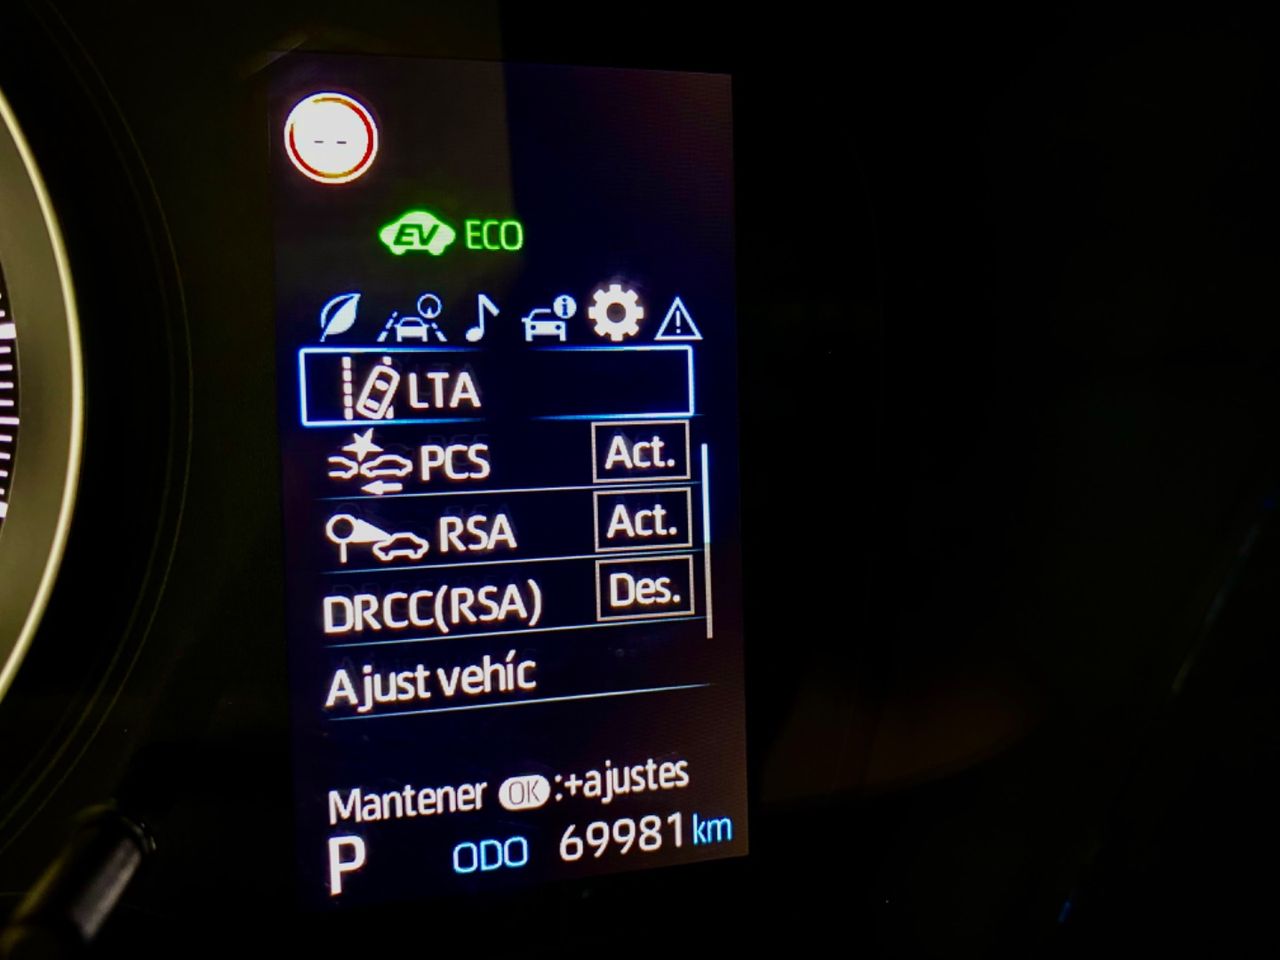 --
EV ECO
LTA
PCS Act.
RSA Act.
DRCC(RSA) Des.
Ajust vehíc
Mantener OK:+ajustes
P ODO 69981 km